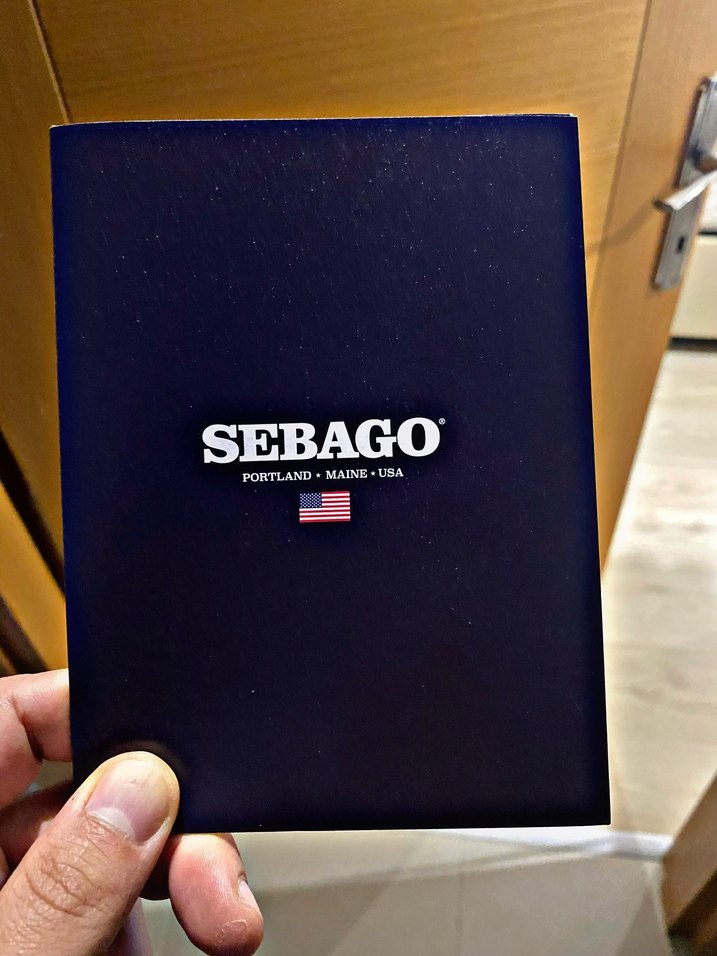 SEBAGO®
PORTLAND ★ MAINE ★ USA